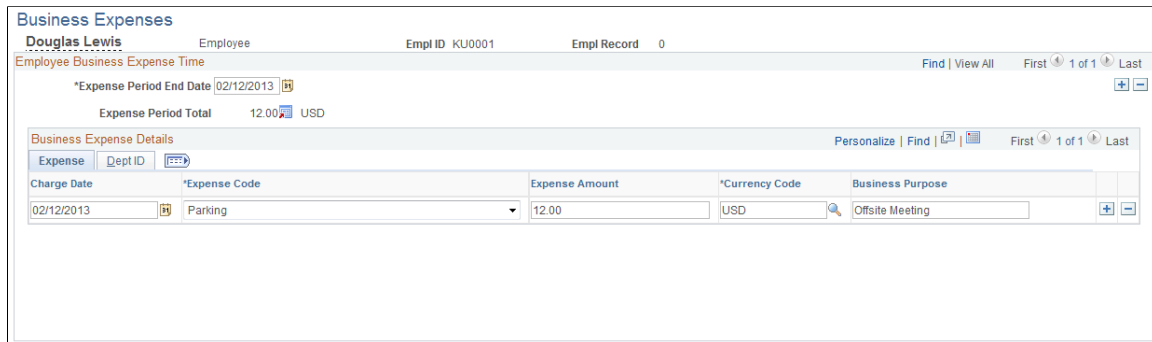 Business Expenses
Douglas Lewis Employee Empl ID KU0001 Empl Record 0
Employee Business Expense Time Find | View All First 1 of 1 Last
*Expense Period End Date 02/12/2013
Expense Period Total 12.00 USD
Business Expense Details Personalize | Find | | First 1 of 1 Last
Expense Dept ID
Charge Date *Expense Code Expense Amount *Currency Code Business Purpose
02/12/2013 Parking 12.00 USD Offsite Meeting